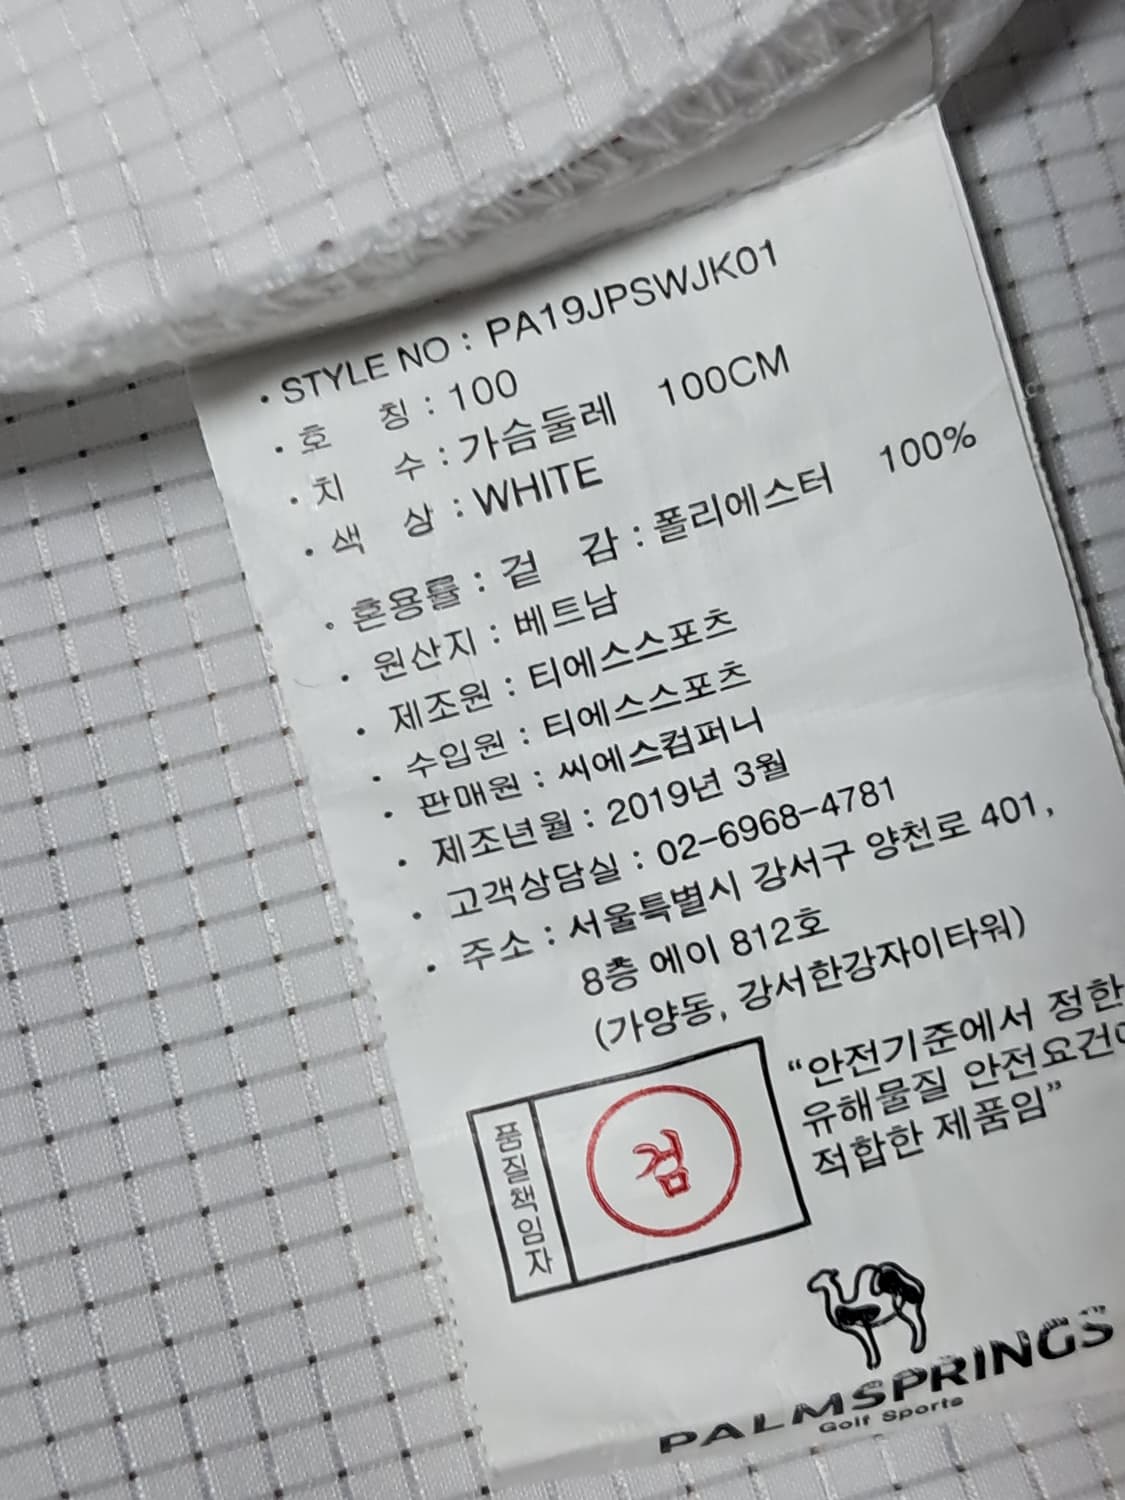 · STYLE NO : PA19JPSWJK01
· 호 칭 : 100
· 치 수 : 가슴둘레 100CM
· 색 상 : WHITE
· 혼용률 : 겉 감 : 폴리에스터 100%
· 원산지 : 베트남
· 제조원 : 티에스스포츠
· 수입원 : 티에스스포츠
· 판매원 : 씨에스컴퍼니
· 제조년월 : 2019년 3월
· 고객상담실 : 02-6968-4781
· 주소 : 서울특별시 강서구 양천로 401,
8층 에이 812호
(가양동, 강서한강자이타워)
“안전기준에서 정한
유해물질 안전요건에
적합한 제품임”
품질책임자
검
PALMSPRINGS
Golf Sports